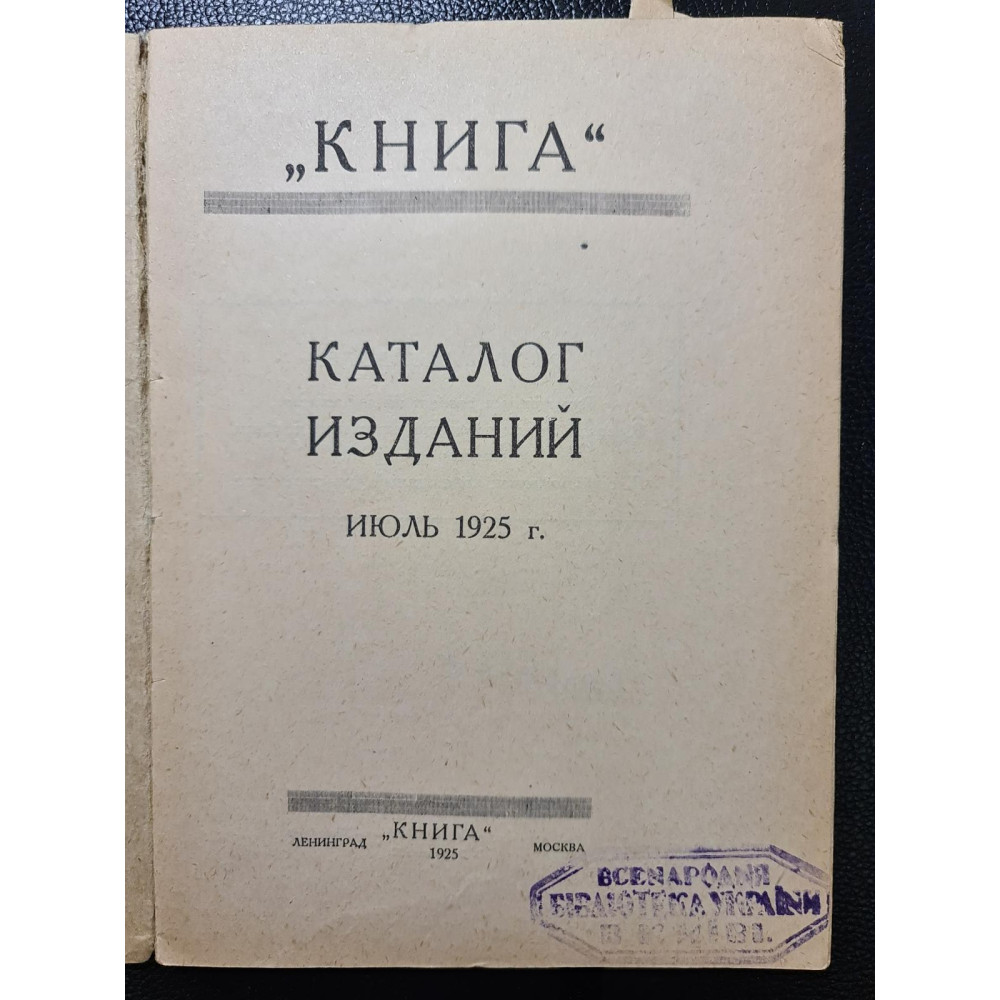 „КНИГА“
КАТАЛОГ
ИЗДАНИЙ
ИЮЛЬ 1925 г.
ЛЕНИНГРАД „КНИГА“ МОСКВА
1925
ВСЕНАРОДНЯ
БІБЛІОТЕКА УКРАЇНИ
В